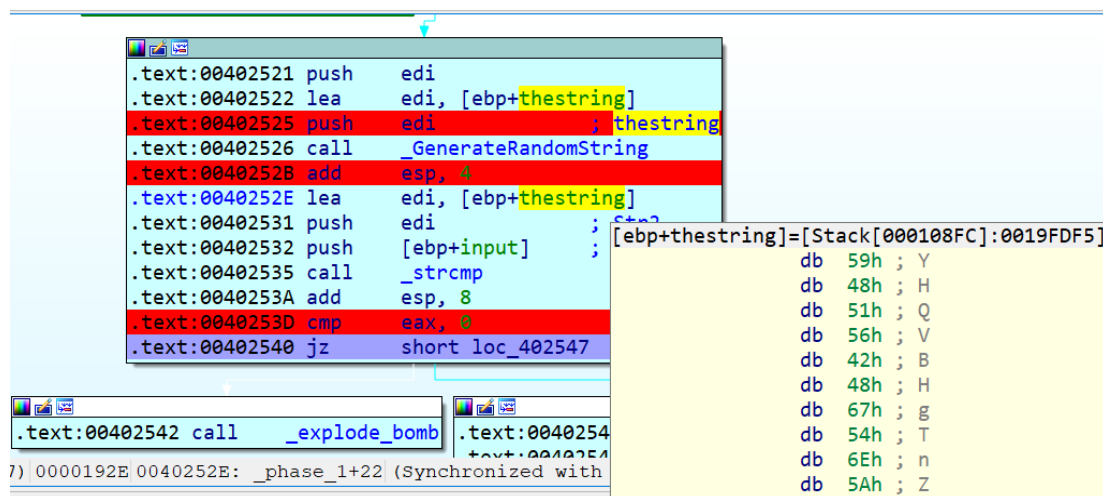 .text:00402521 push    edi
.text:00402522 lea     edi, [ebp+thestring]
.text:00402525 push    edi             ; thestring
.text:00402526 call    _GenerateRandomString
.text:0040252B add     esp, 4
.text:0040252E lea     edi, [ebp+thestring]
.text:00402531 push    edi             ; Str2
.text:00402532 push    [ebp+input]     ;
.text:00402535 call    _strcmp
.text:0040253A add     esp, 8
.text:0040253D cmp     eax, 0
.text:00402540 jz      short loc_402547
[ebp+thestring]=[Stack[000108FC]:0019FDF5]
db  59h ; Y
db  48h ; H
db  51h ; Q
db  56h ; V
db  42h ; B
db  48h ; H
db  67h ; g
db  54h ; T
db  6Eh ; n
db  5Ah ; Z
.text:00402542 call    _explode_bomb
.text:0040254
7) 0000192E 0040252E: _phase_1+22 (Synchronized with